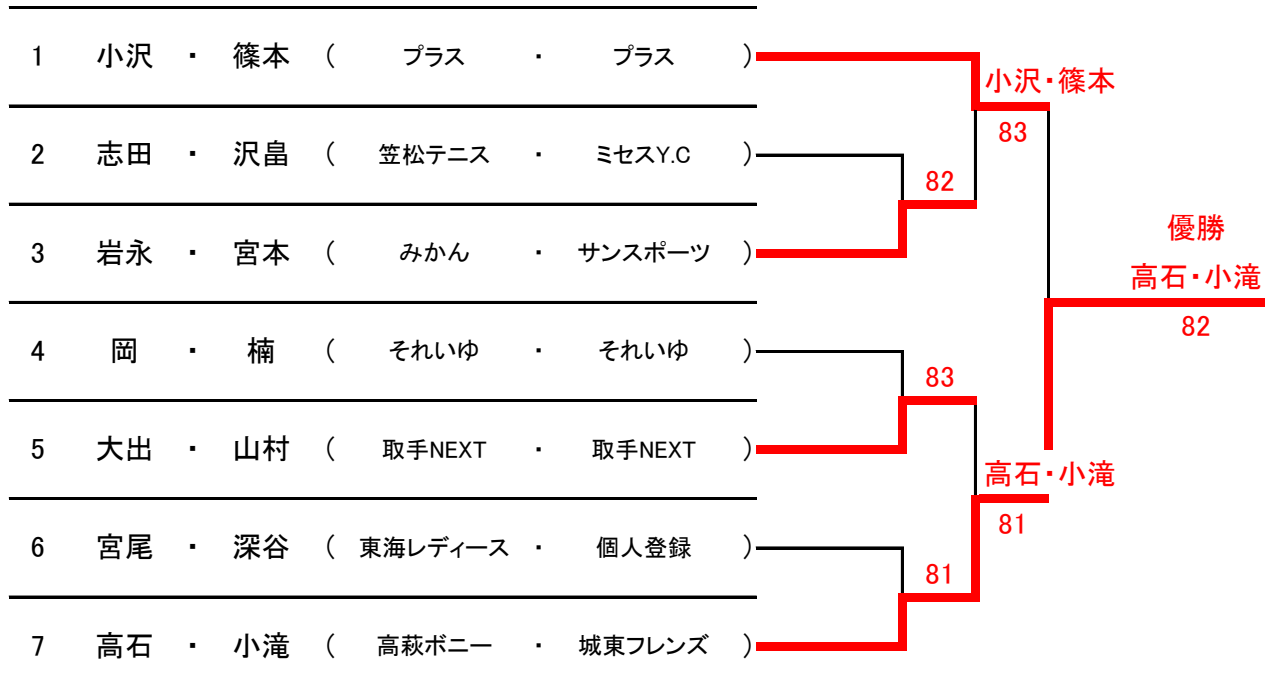 1 小沢 ・ 篠本 ( プラス ・ プラス )
小沢・篠本
83
2 志田 ・ 沢畠 ( 笠松テニス ・ ミセスY.C )
82
3 岩永 ・ 宮本 ( みかん ・ サンスポーツ )
優勝
高石・小滝
82
4 岡 ・ 楠 ( それいゆ ・ それいゆ )
83
5 大出 ・ 山村 ( 取手NEXT ・ 取手NEXT )
高石・小滝
81
6 宮尾 ・ 深谷 ( 東海レディース ・ 個人登録 )
81
7 高石 ・ 小滝 ( 高萩ボニー ・ 城東フレンズ )